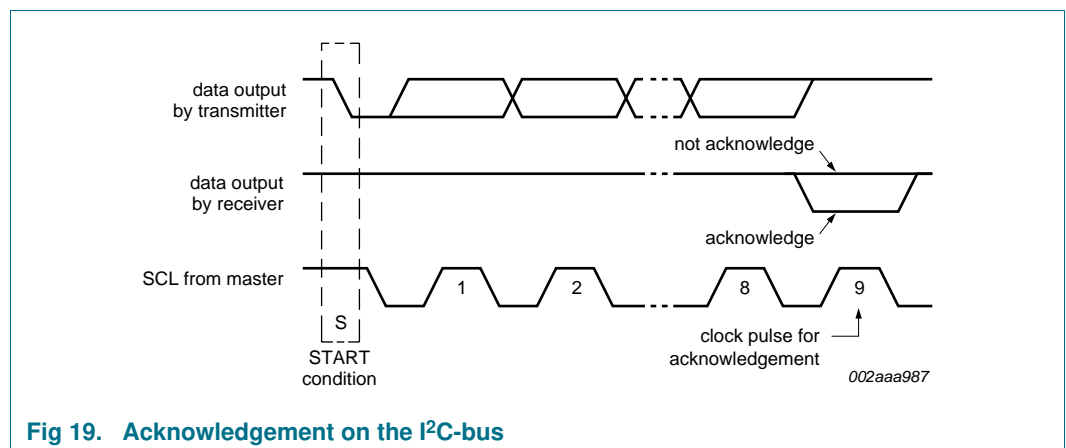 data output
by transmitter
not acknowledge
data output
by receiver
acknowledge
SCL from master
1
2
8
9
S
START
condition
clock pulse for
acknowledgement
002aaa987
Fig 19. Acknowledgement on the I²C-bus